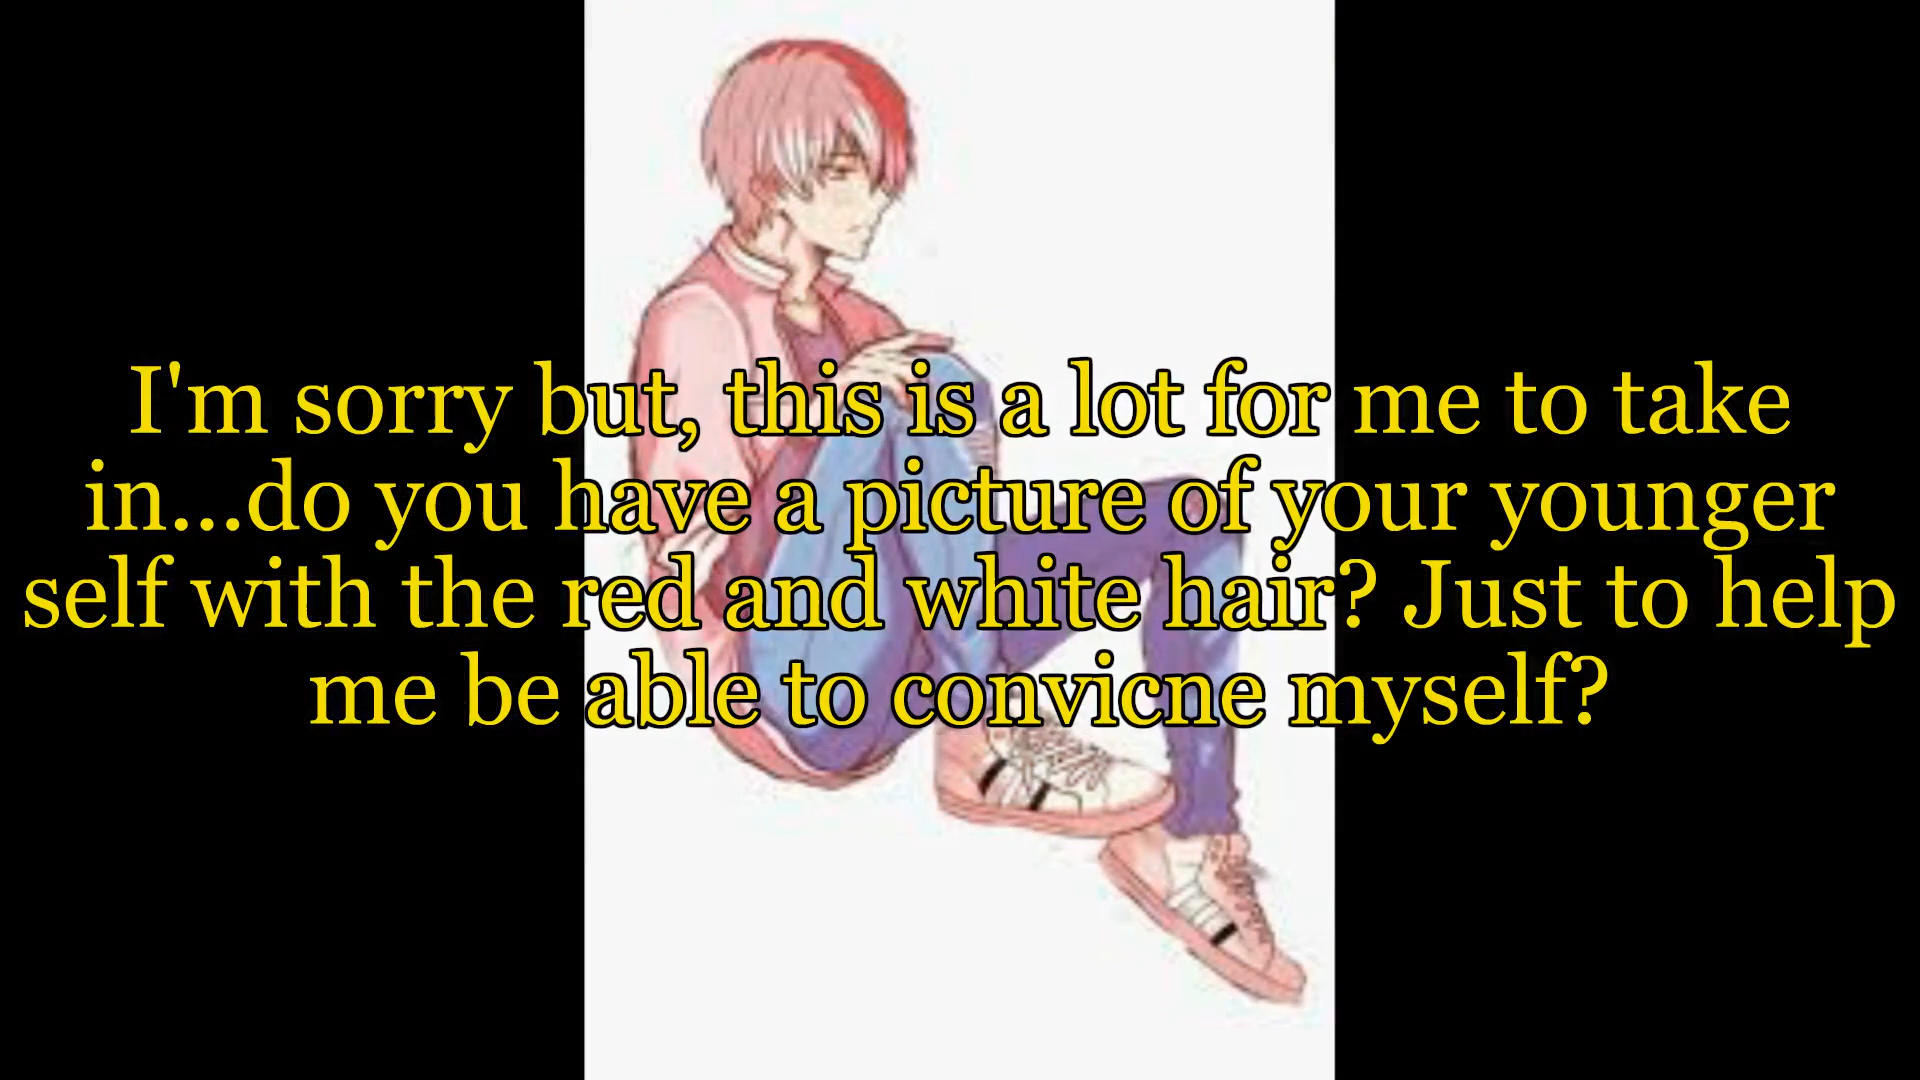 I'm sorry but, this is a lot for me to take
in...do you have a picture of your younger
self with the red and white hair? Just to help
me be able to convicne myself?